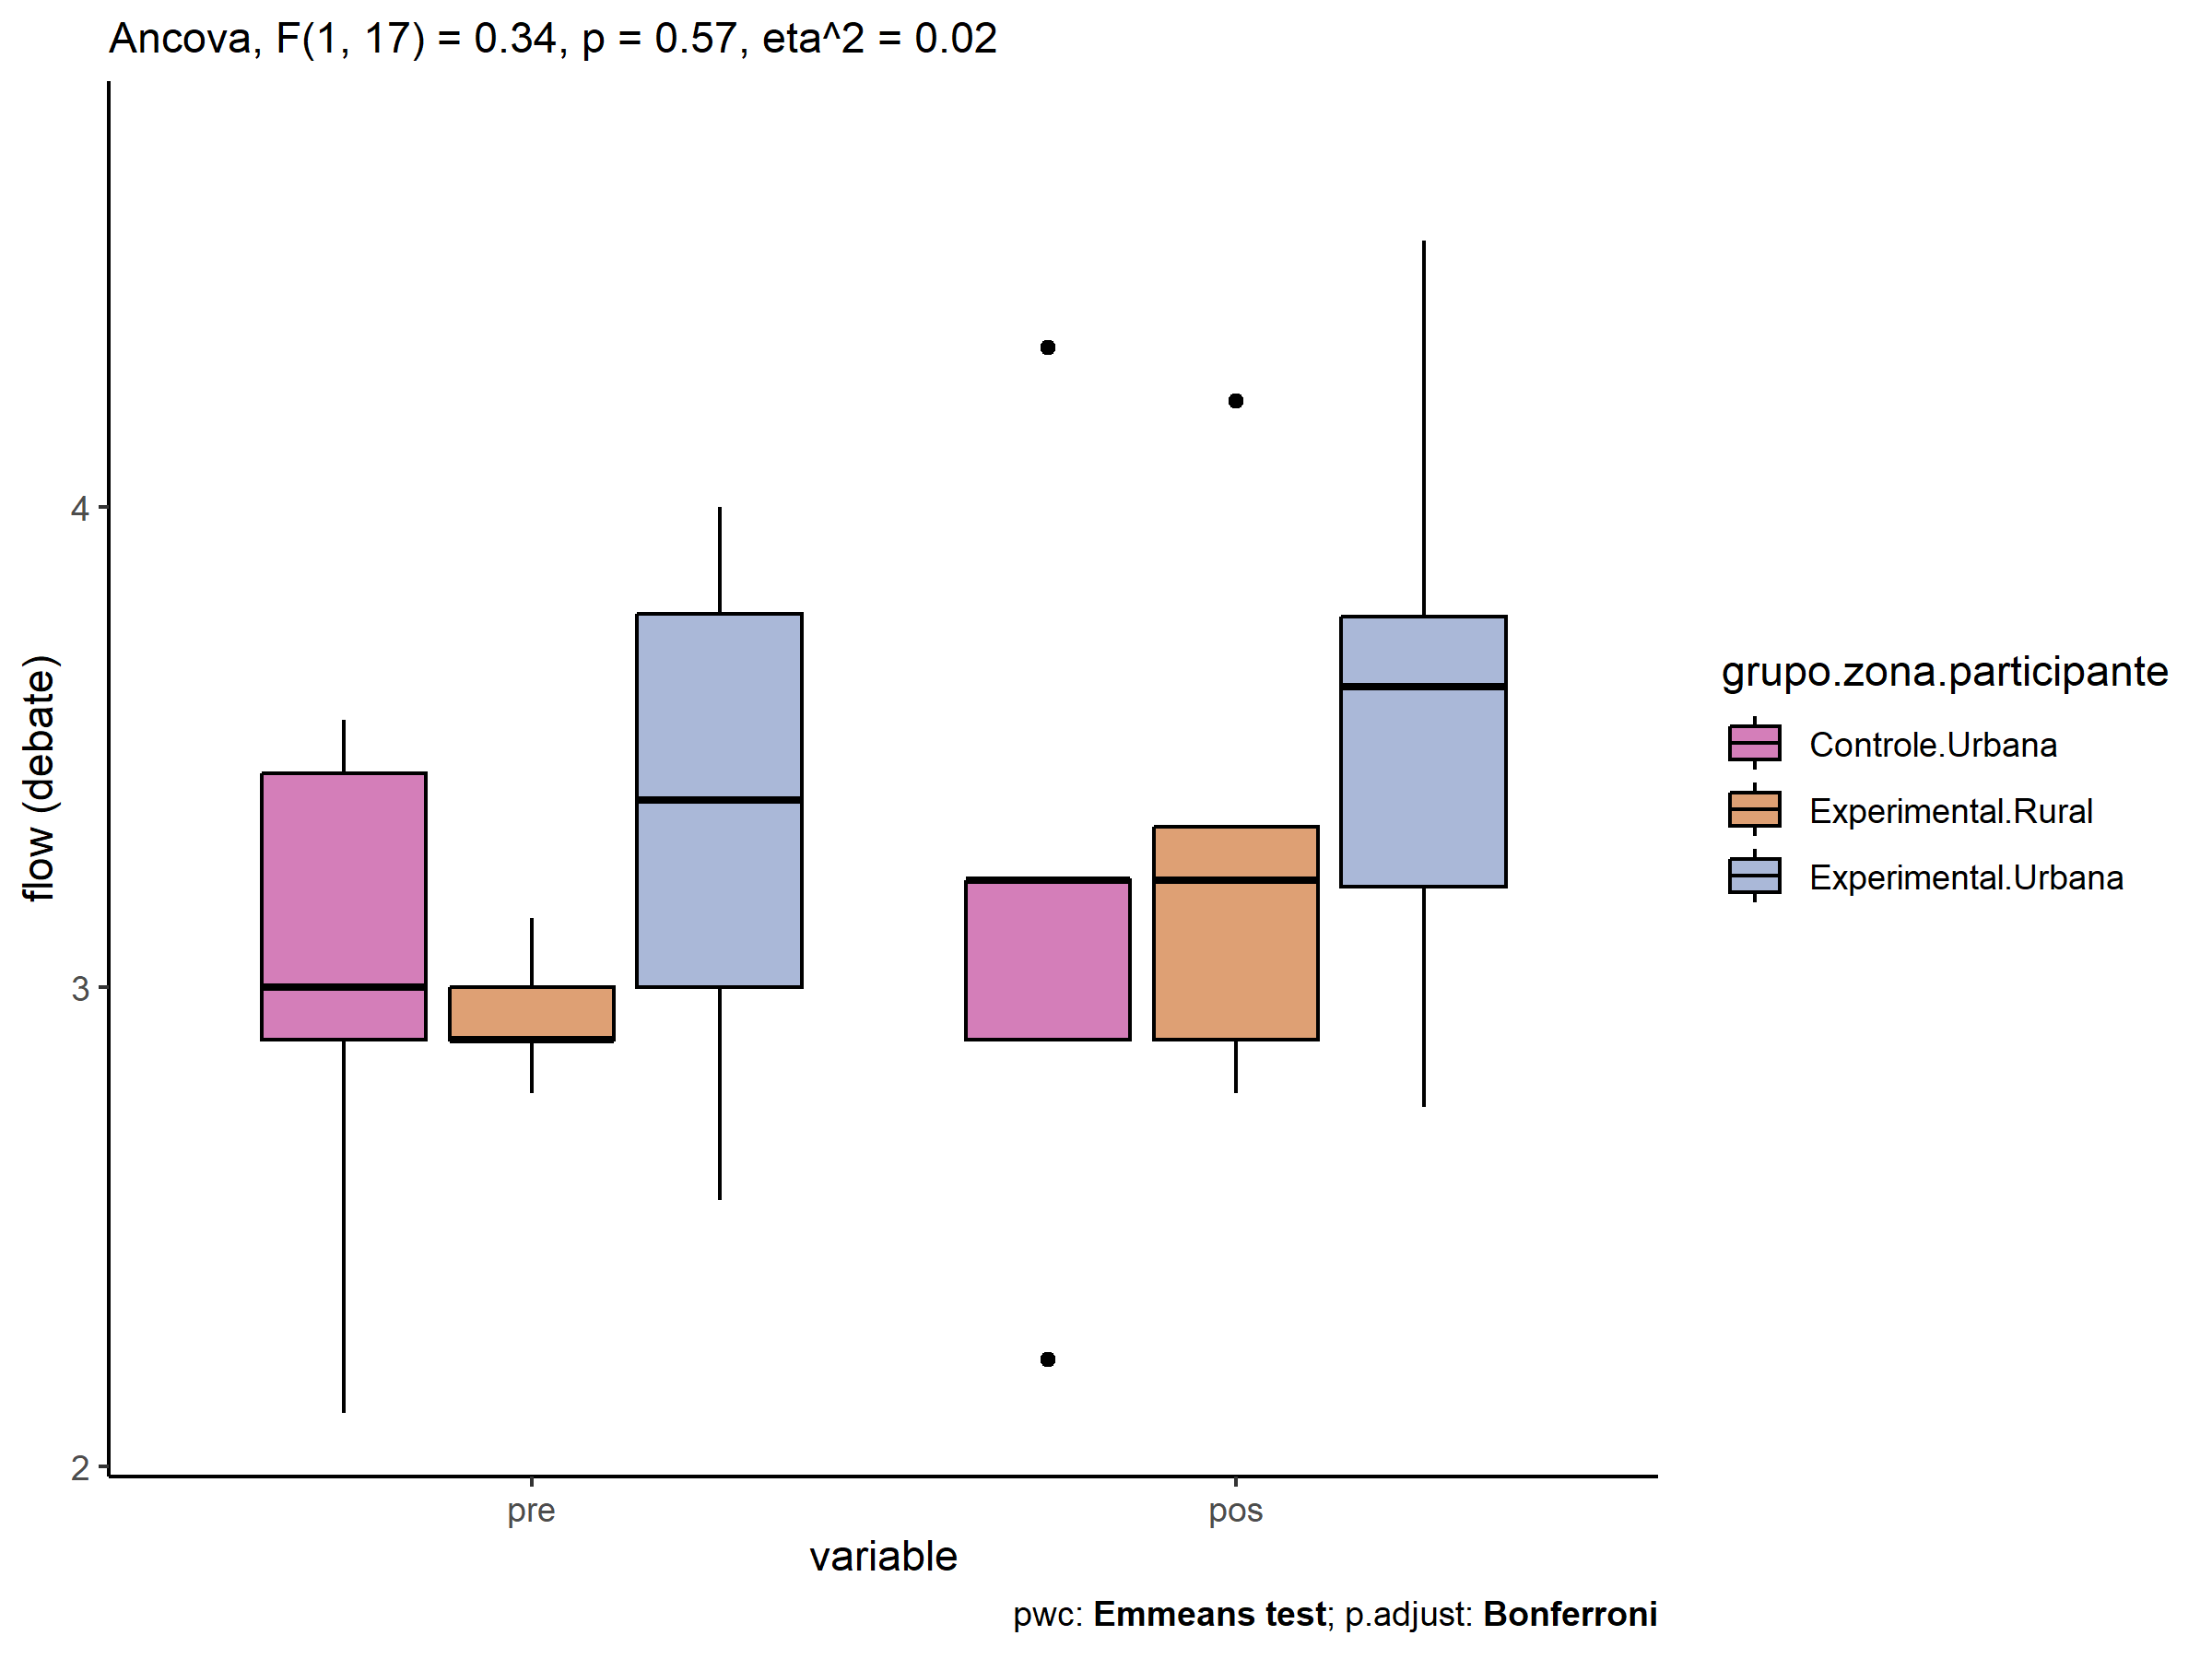 Ancova, F(1, 17) = 0.34, p = 0.57, eta^2 = 0.02
flow (debate)
4
3
2
pre
pos
variable
grupo.zona.participante
Controle.Urbana
Experimental.Rural
Experimental.Urbana
pwc: Emmeans test; p.adjust: Bonferroni